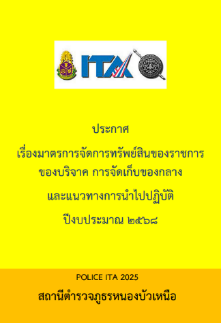 ITA
ประกาศ
เรื่องมาตรการจัดการทรัพย์สินของราชการ
ของบริจาค การจัดเก็บของกลาง
และแนวทางการนำไปปฏิบัติ
ปีงบประมาณ ๒๕๖๘
POLICE ITA 2025
สถานีตำรวจภูธรหนองบัวเหนือ